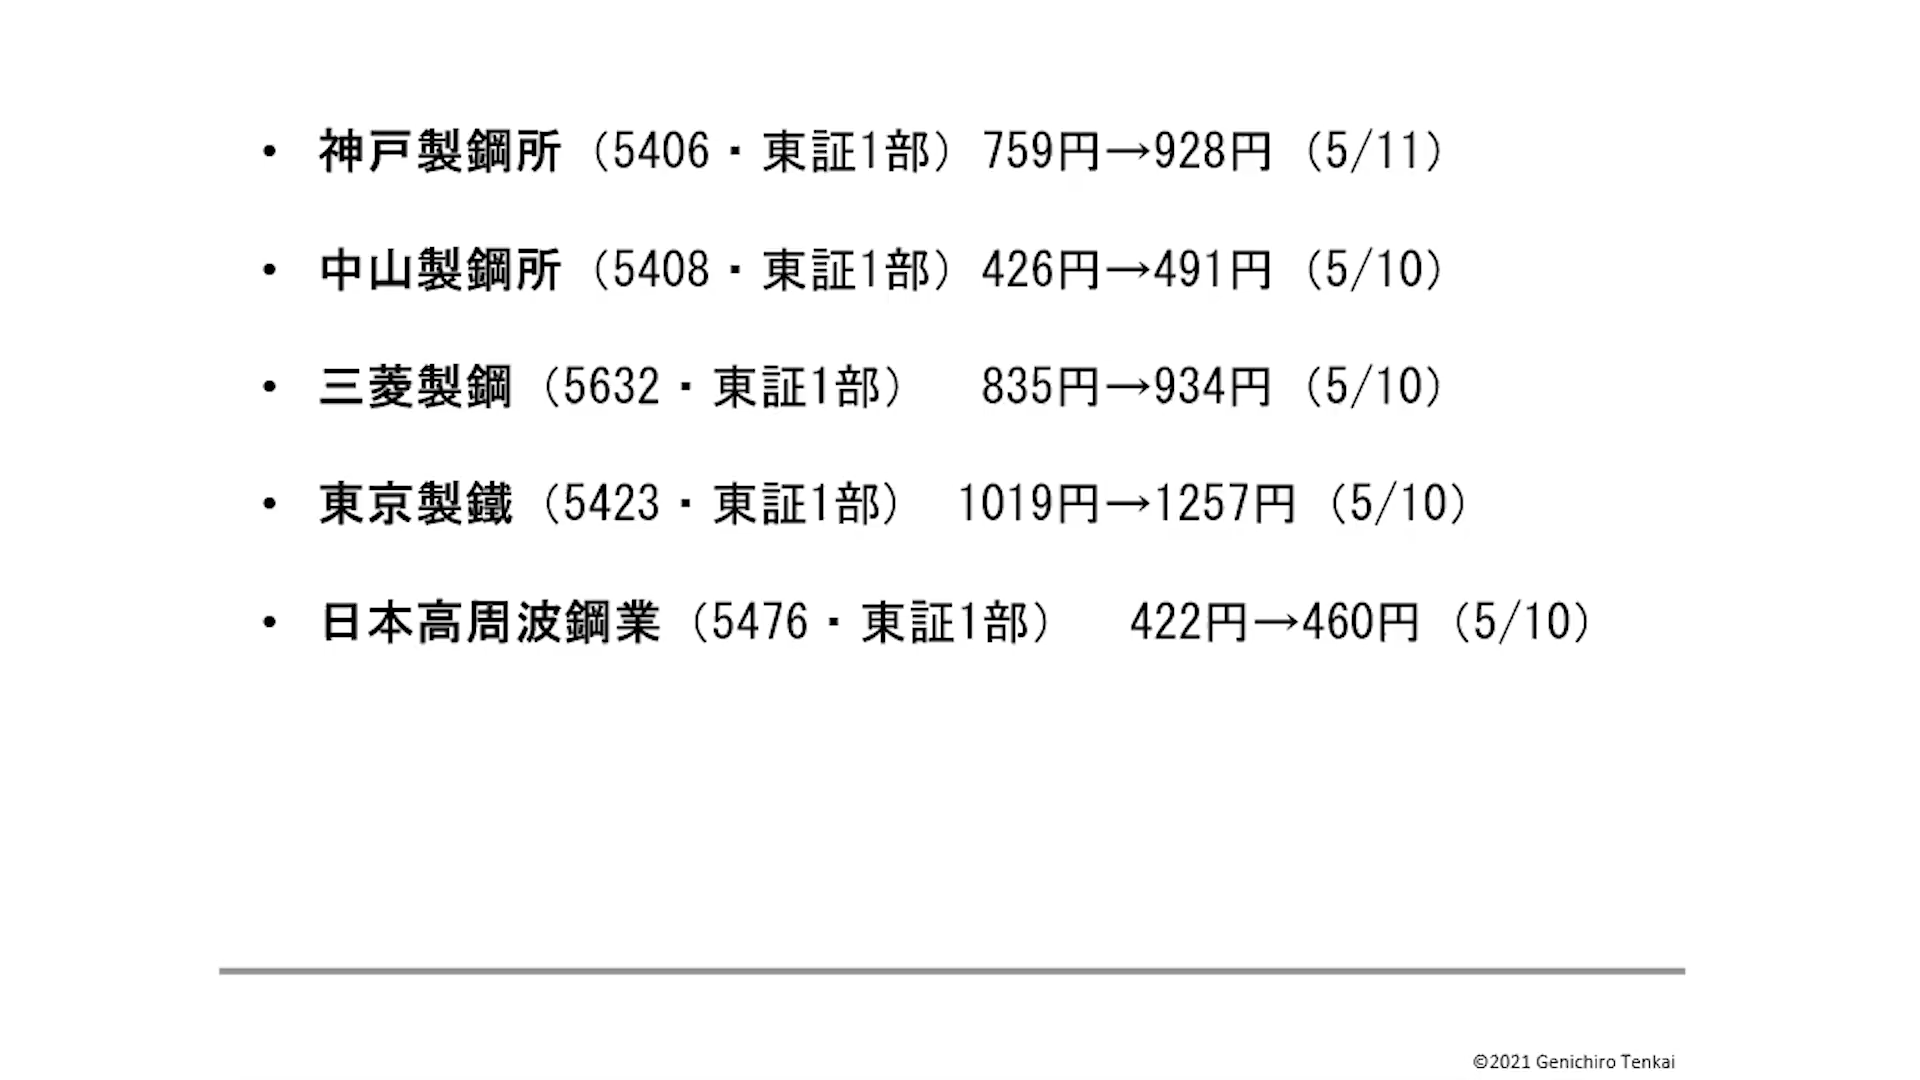 • 神戸製鋼所（5406・東証1部）759円→928円（5/11）
• 中山製鋼所（5408・東証1部）426円→491円（5/10）
• 三菱製鋼（5632・東証1部）　835円→934円（5/10）
• 東京製鐵（5423・東証1部）　1019円→1257円（5/10）
• 日本高周波鋼業（5476・東証1部）　422円→460円（5/10）
©2021 Genichiro Tenkai